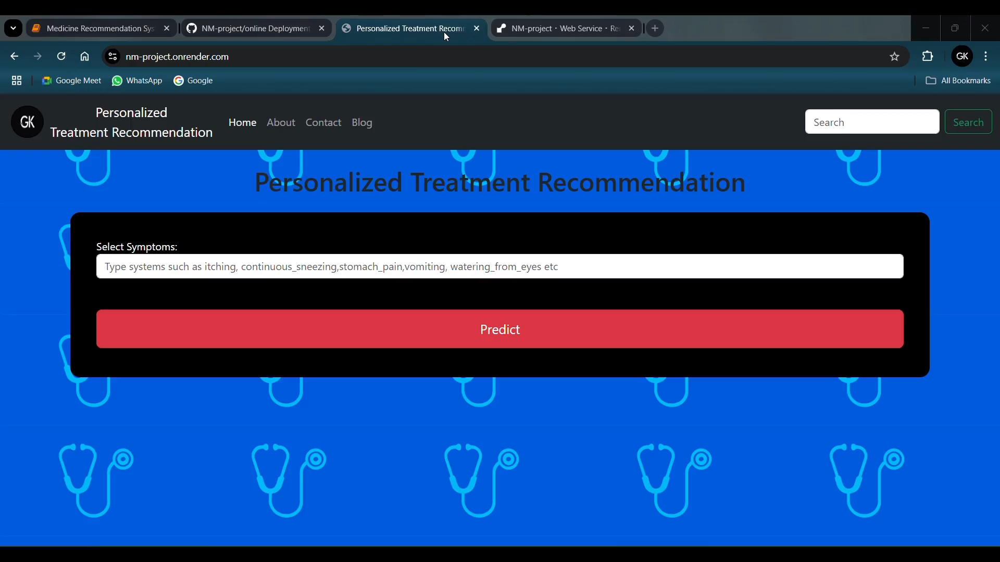 Medicine Recommendation Sys
NM-project/online Deployment
Personalized Treatment Recom
NM-project · Web Service · Re
nm-project.onrender.com
GK
Google Meet
WhatsApp
Google
All Bookmarks
GK
Personalized
Treatment Recommendation
Home
About
Contact
Blog
Search
Search
Personalized Treatment Recommendation
Select Symptoms:
Type systems such as itching, continuous_sneezing,stomach_pain,vomiting, watering_from_eyes etc
Predict